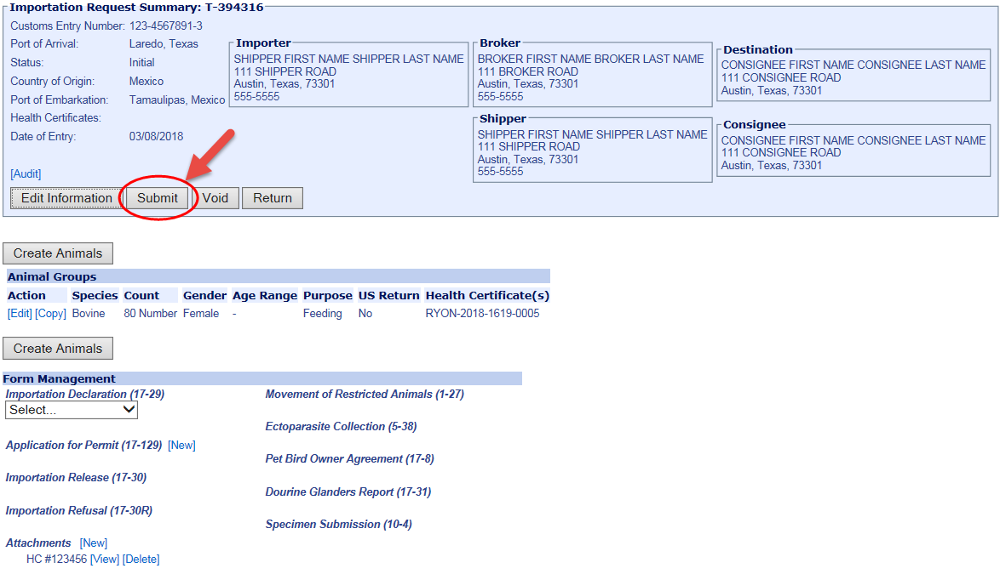 Importation Request Summary: T-394316
Customs Entry Number: 123-4567891-3
Port of Arrival: Laredo, Texas
Status: Initial
Country of Origin: Mexico
Port of Embarkation: Tamaulipas, Mexico
Health Certificates:
Date of Entry: 03/08/2018
Importer
SHIPPER FIRST NAME SHIPPER LAST NAME
111 SHIPPER ROAD
Austin, Texas, 73301
555-5555
Broker
BROKER FIRST NAME BROKER LAST NAME
111 BROKER ROAD
Austin, Texas, 73301
555-5555
Destination
CONSIGNEE FIRST NAME CONSIGNEE LAST NAME
111 CONSIGNEE ROAD
Austin, Texas, 73301
Shipper
SHIPPER FIRST NAME SHIPPER LAST NAME
111 SHIPPER ROAD
Austin, Texas, 73301
555-5555
Consignee
CONSIGNEE FIRST NAME CONSIGNEE LAST NAME
111 CONSIGNEE ROAD
Austin, Texas, 73301
[Audit]
Edit Information Submit Void Return
Create Animals
Animal Groups
Action Species Count Gender Age Range Purpose US Return Health Certificate(s)
[Edit] [Copy] Bovine 80 Number Female - Feeding No RYON-2018-1619-0005
Create Animals
Form Management
Importation Declaration (17-29)
Select...
Application for Permit (17-129) [New]
Importation Release (17-30)
Importation Refusal (17-30R)
Attachments [New]
HC #123456 [View] [Delete]
Movement of Restricted Animals (1-27)
Ectoparasite Collection (5-38)
Pet Bird Owner Agreement (17-8)
Dourine Glanders Report (17-31)
Specimen Submission (10-4)